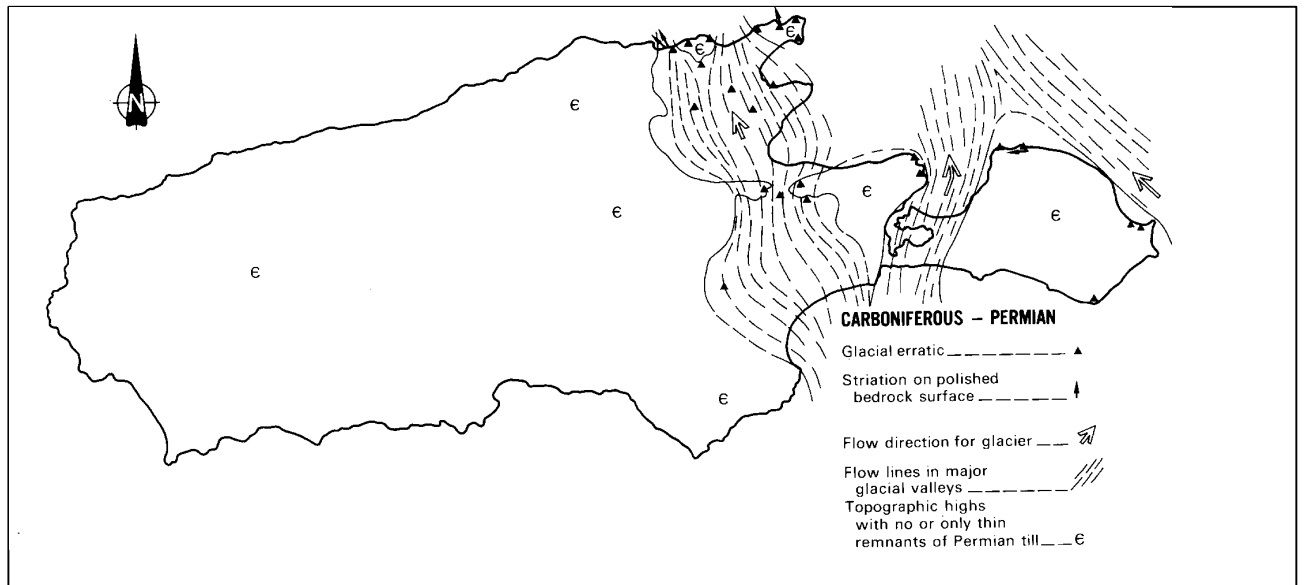 N
Є
Є
Є
Є
Є
Є
Є
Є
CARBONIFEROUS – PERMIAN
Glacial erratic
Striation on polished
bedrock surface
Flow direction for glacier
Flow lines in major
glacial valleys
Topographic highs
with no or only thin
remnants of Permian till Є